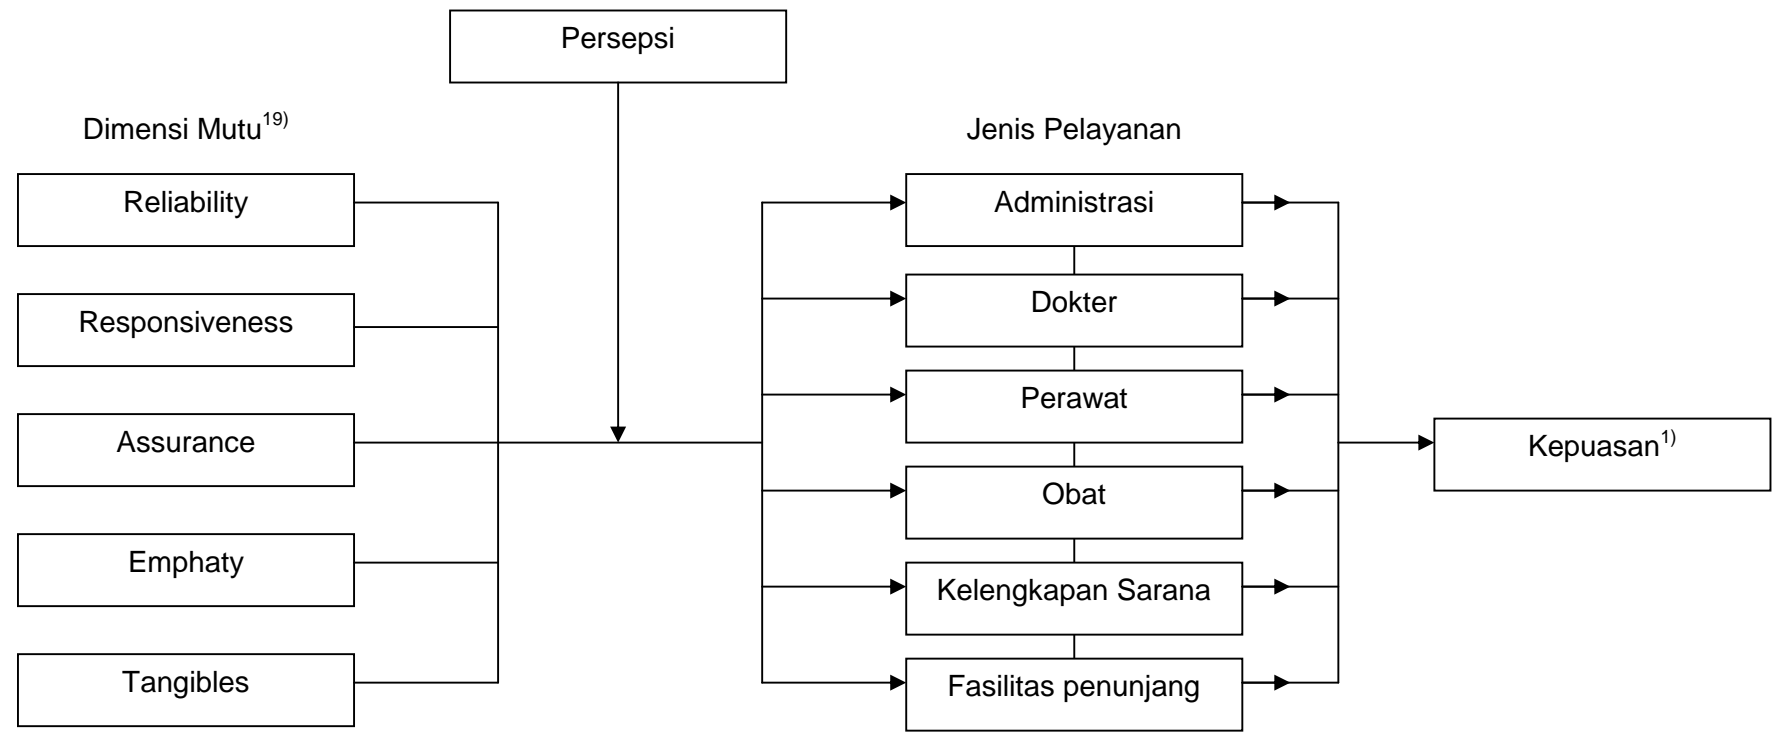 Persepsi
Dimensi Mutu19)
Jenis Pelayanan
Reliability
Responsiveness
Assurance
Emphaty
Tangibles
Administrasi
Dokter
Perawat
Obat
Kelengkapan Sarana
Fasilitas penunjang
Kepuasan1)